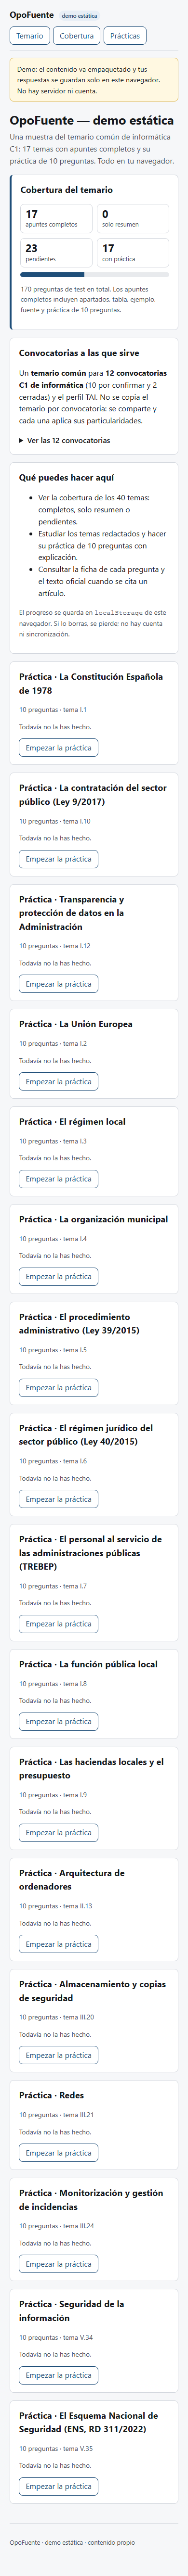 OpoFuente demo estática
Temario Cobertura Prácticas
Demo: el contenido va empaquetado y tus
respuestas se guardan solo en este navegador.
No hay servidor ni cuenta.
OpoFuente — demo estática
Una muestra del temario común de informática
C1: 17 temas con apuntes completos y su
práctica de 10 preguntas. Todo en tu navegador.
Cobertura del temario
17 0
apuntes completos solo resumen
23 17
pendientes con práctica
170 preguntas de test en total. Los apuntes
completos incluyen apartados, tabla, ejemplo,
fuente y práctica de 10 preguntas.
Convocatorias a las que sirve
Un temario común para 12 convocatorias
C1 de informática (10 por confirmar y 2
cerradas) y el perfil TAI. No se copia el
temario por convocatoria: se comparte y
cada una aplica sus particularidades.
▶ Ver las 12 convocatorias
Qué puedes hacer aquí
• Ver la cobertura de los 40 temas:
completos, solo resumen o
pendientes.
• Estudiar los temas redactados y hacer
su práctica de 10 preguntas con
explicación.
• Consultar la ficha de cada pregunta y
el texto oficial cuando se cita un
artículo.
El progreso se guarda en localStorage de este
navegador. Si lo borras, se pierde: no hay cuenta
ni sincronización.
Práctica · La Constitución Española
de 1978
10 preguntas · tema I.1
Todavía no la has hecho.
Empezar la práctica
Práctica · La contratación del sector
público (Ley 9/2017)
10 preguntas · tema I.10
Todavía no la has hecho.
Empezar la práctica
Práctica · Transparencia y
protección de datos en la
Administración
10 preguntas · tema I.12
Todavía no la has hecho.
Empezar la práctica
Práctica · La Unión Europea
10 preguntas · tema I.2
Todavía no la has hecho.
Empezar la práctica
Práctica · El régimen local
10 preguntas · tema I.3
Todavía no la has hecho.
Empezar la práctica
Práctica · La organización municipal
10 preguntas · tema I.4
Todavía no la has hecho.
Empezar la práctica
Práctica · El procedimiento
administrativo (Ley 39/2015)
10 preguntas · tema I.5
Todavía no la has hecho.
Empezar la práctica
Práctica · El régimen jurídico del
sector público (Ley 40/2015)
10 preguntas · tema I.6
Todavía no la has hecho.
Empezar la práctica
Práctica · El personal al servicio de
las administraciones públicas
(TREBEP)
10 preguntas · tema I.7
Todavía no la has hecho.
Empezar la práctica
Práctica · La función pública local
10 preguntas · tema I.8
Todavía no la has hecho.
Empezar la práctica
Práctica · Las haciendas locales y el
presupuesto
10 preguntas · tema I.9
Todavía no la has hecho.
Empezar la práctica
Práctica · Arquitectura de
ordenadores
10 preguntas · tema II.13
Todavía no la has hecho.
Empezar la práctica
Práctica · Almacenamiento y copias
de seguridad
10 preguntas · tema III.20
Todavía no la has hecho.
Empezar la práctica
Práctica · Redes
10 preguntas · tema III.21
Todavía no la has hecho.
Empezar la práctica
Práctica · Monitorización y gestión
de incidencias
10 preguntas · tema III.24
Todavía no la has hecho.
Empezar la práctica
Práctica · Seguridad de la
información
10 preguntas · tema V.34
Todavía no la has hecho.
Empezar la práctica
Práctica · El Esquema Nacional de
Seguridad (ENS, RD 311/2022)
10 preguntas · tema V.35
Todavía no la has hecho.
Empezar la práctica
OpoFuente · demo estática · contenido propio